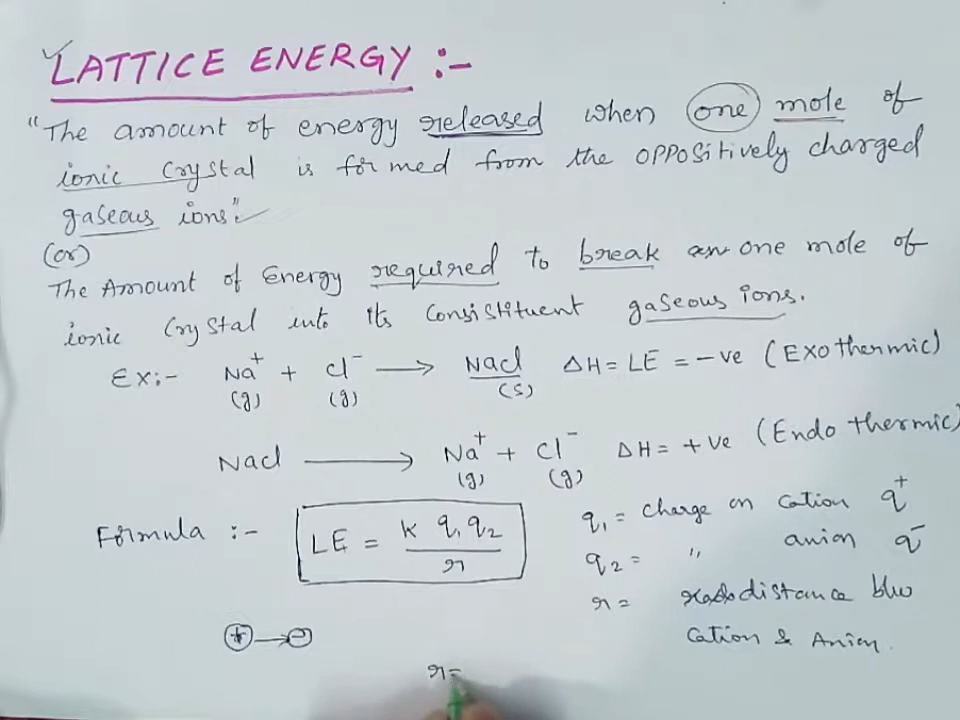 LATTICE ENERGY :-
"The amount of energy released when one mole of
ionic Crystal is formed from the oppositively charged
gaseous ions"
(or)
The Amount of Energy required to break an one mole of
ionic Crystal into its Consistituent gaseous ions.
Ex:- Na+ (g) + Cl- (g) → Nacl (s) ΔH = LE = -ve (Exothermic)
Nacl → Na+ (g) + Cl- (g) ΔH = +ve (Endothermic)
Formula :- LE = K q1 q2 / r
q1 = charge on cation q+
q2 = " anion q-
r = distance b/w
Cation & Anion.
+ → -
r=